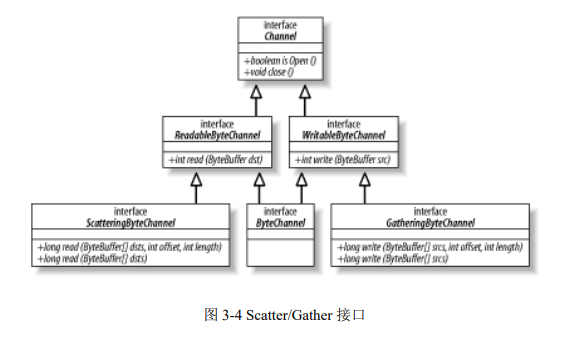 interface
Channel
+boolean is Open ()
+void close ()
interface
ReadableByteChannel
+int read (ByteBuffer dst)
interface
WritableByteChannel
+int write (ByteBuffer src)
interface
ScatteringByteChannel
+long read (ByteBuffer[] dsts, int offset, int length)
+long read (ByteBuffer[] dsts)
interface
ByteChannel
interface
GatheringByteChannel
+long write (ByteBuffer[] srcs, int offset, int length)
+long write (ByteBuffer[] srcs)
图 3-4 Scatter/Gather 接口